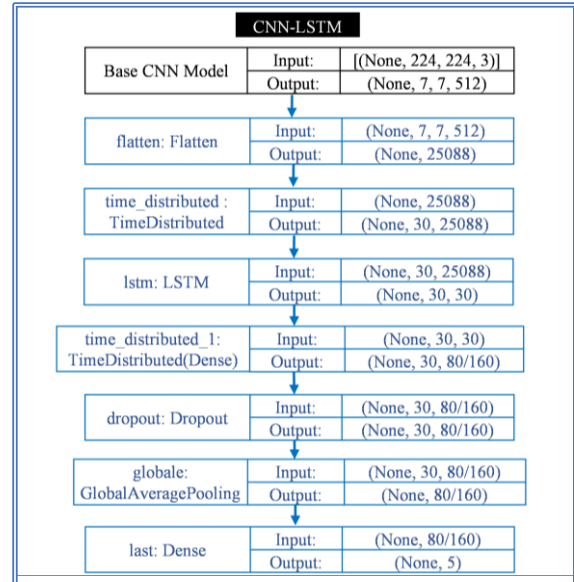 CNN-LSTM
Base CNN Model
Input: [(None, 224, 224, 3)]
Output: (None, 7, 7, 512)
flatten: Flatten
Input: (None, 7, 7, 512)
Output: (None, 25088)
time_distributed :
TimeDistributed
Input: (None, 25088)
Output: (None, 30, 25088)
lstm: LSTM
Input: (None, 30, 25088)
Output: (None, 30, 30)
time_distributed_1:
TimeDistributed(Dense)
Input: (None, 30, 30)
Output: (None, 30, 80/160)
dropout: Dropout
Input: (None, 30, 80/160)
Output: (None, 30, 80/160)
globale:
GlobalAveragePooling
Input: (None, 30, 80/160)
Output: (None, 80/160)
last: Dense
Input: (None, 80/160)
Output: (None, 5)